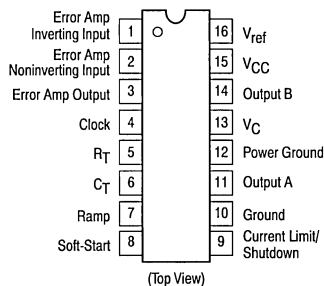 Error Amp
Inverting Input
1
16
Vref
Error Amp
Noninverting Input
2
15
VCC
Error Amp Output
3
14
Output B
Clock
4
13
VC
RT
5
12
Power Ground
CT
6
11
Output A
Ramp
7
10
Ground
Soft-Start
8
9
Current Limit/
Shutdown
(Top View)